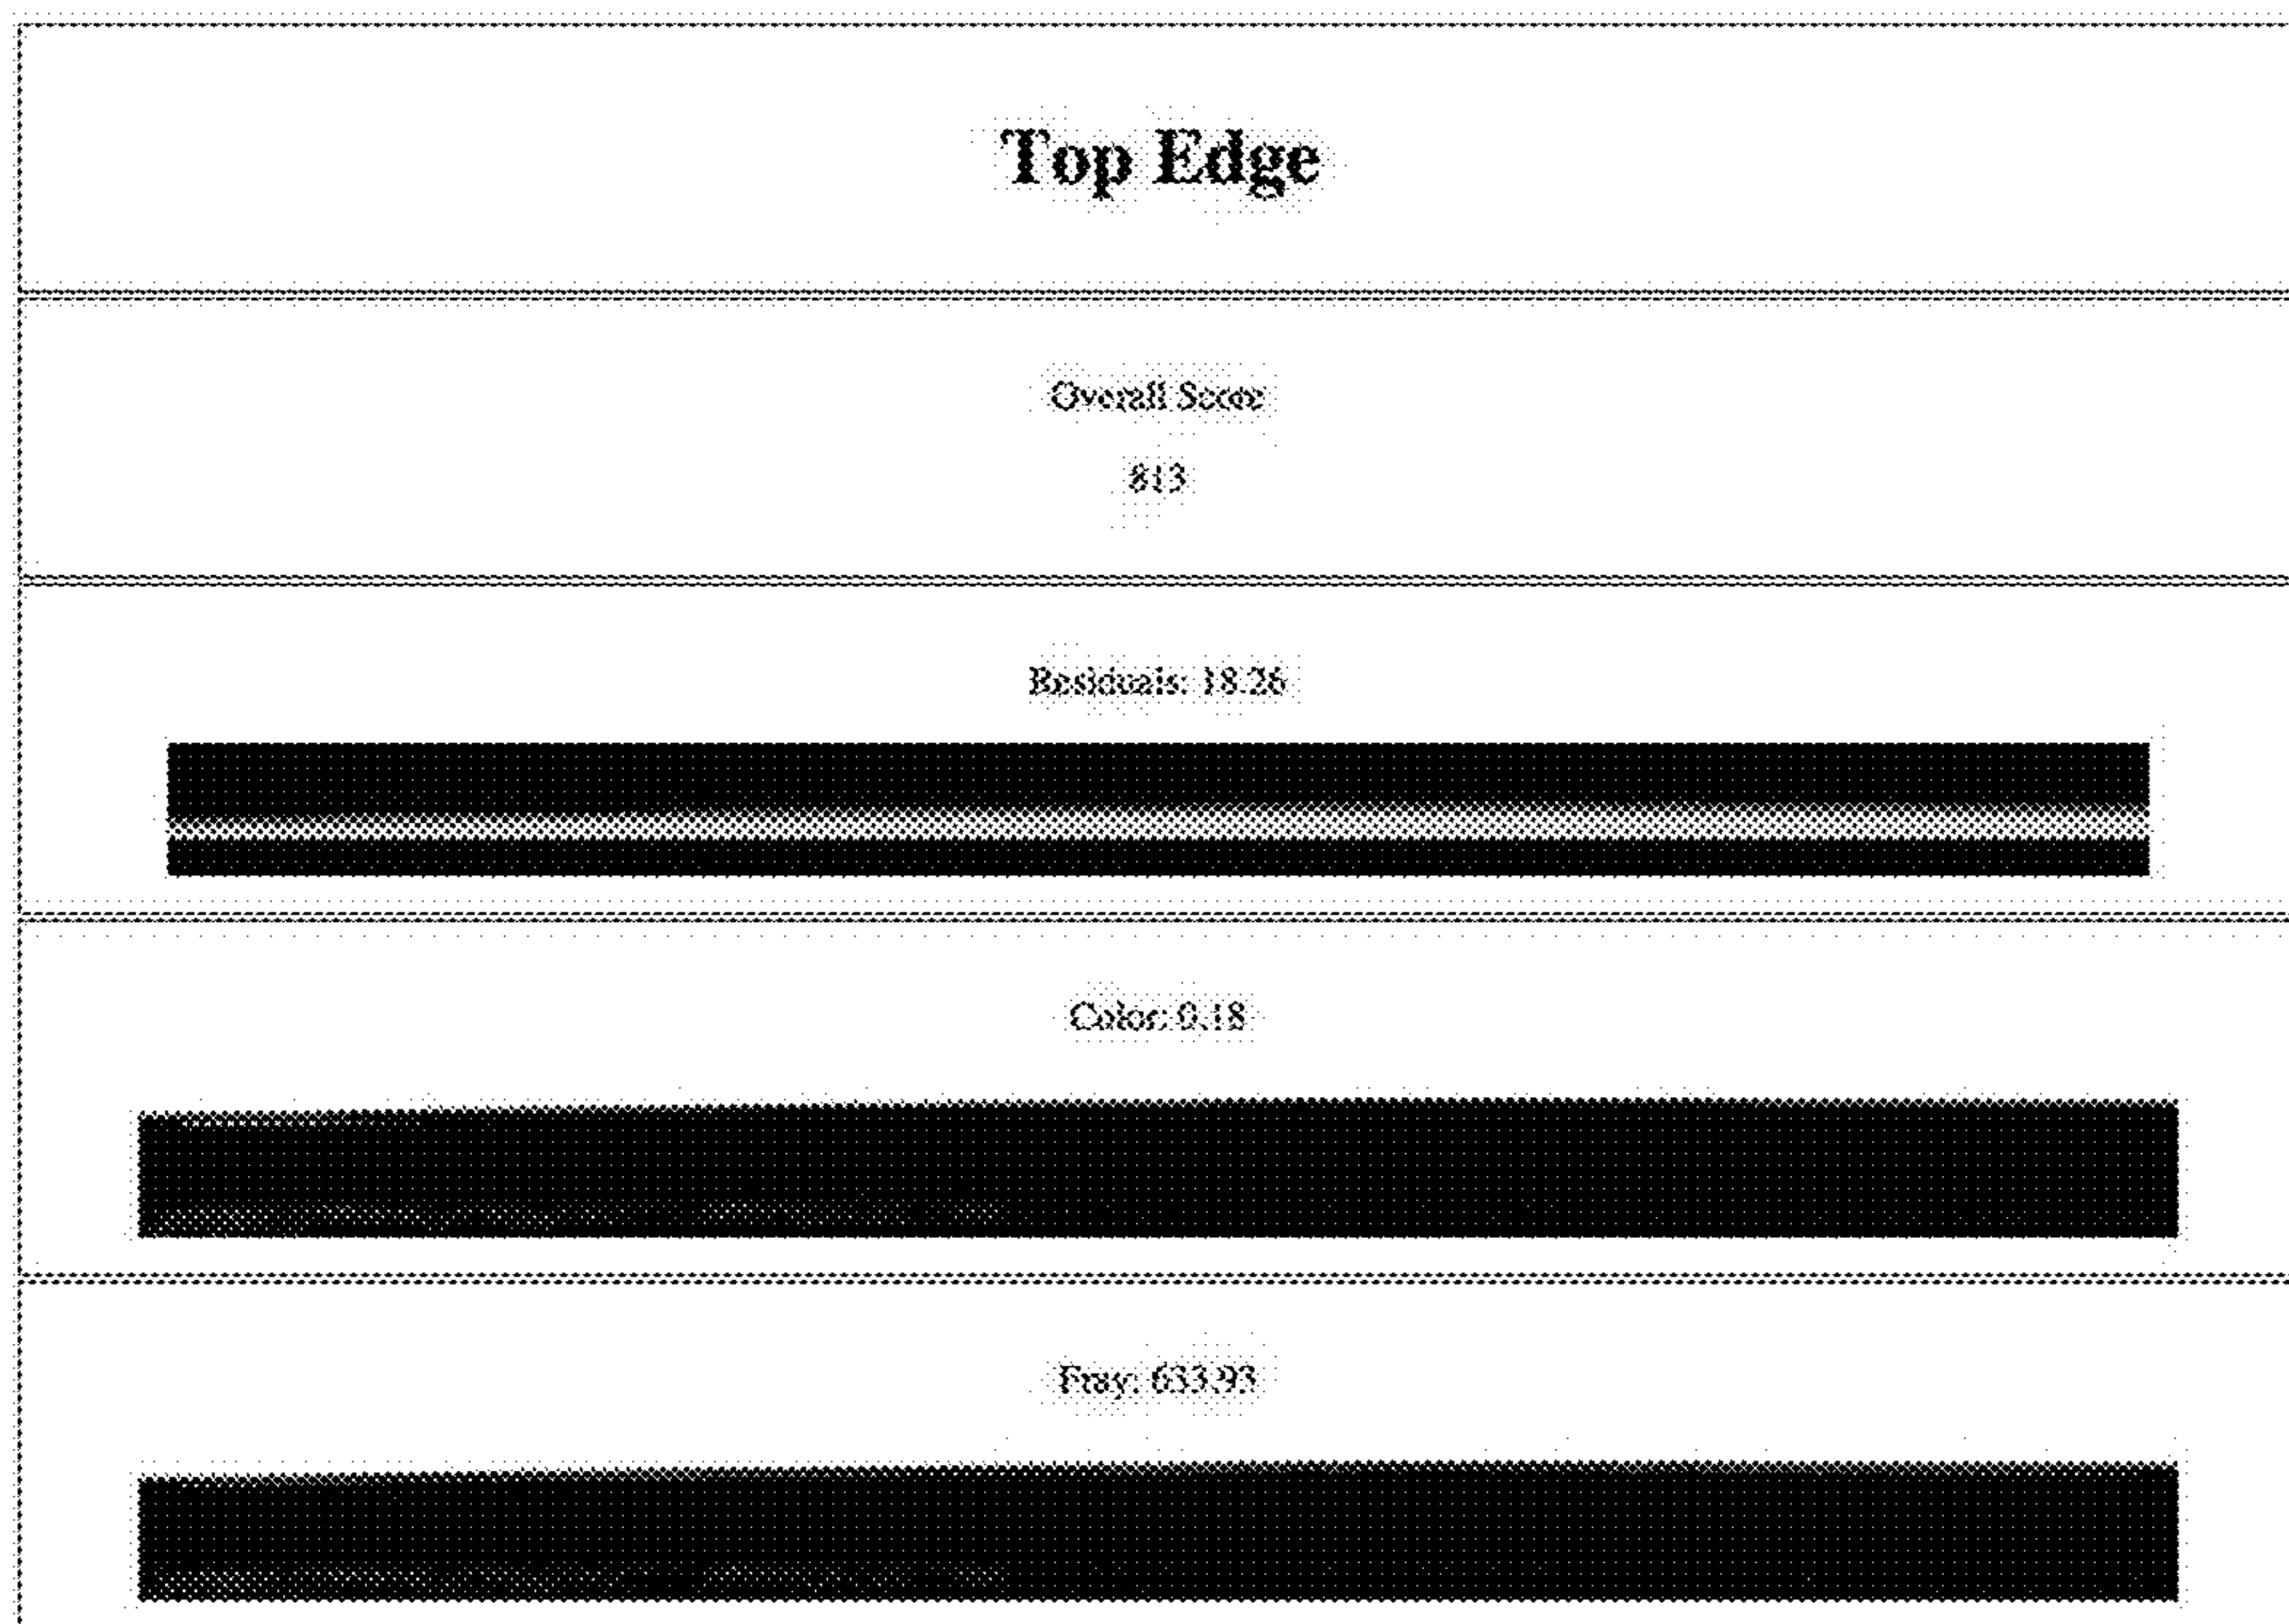 Top Edge
Overall Score
813
Residuals: 18.26
Color: 0.18
Fray: 633.93